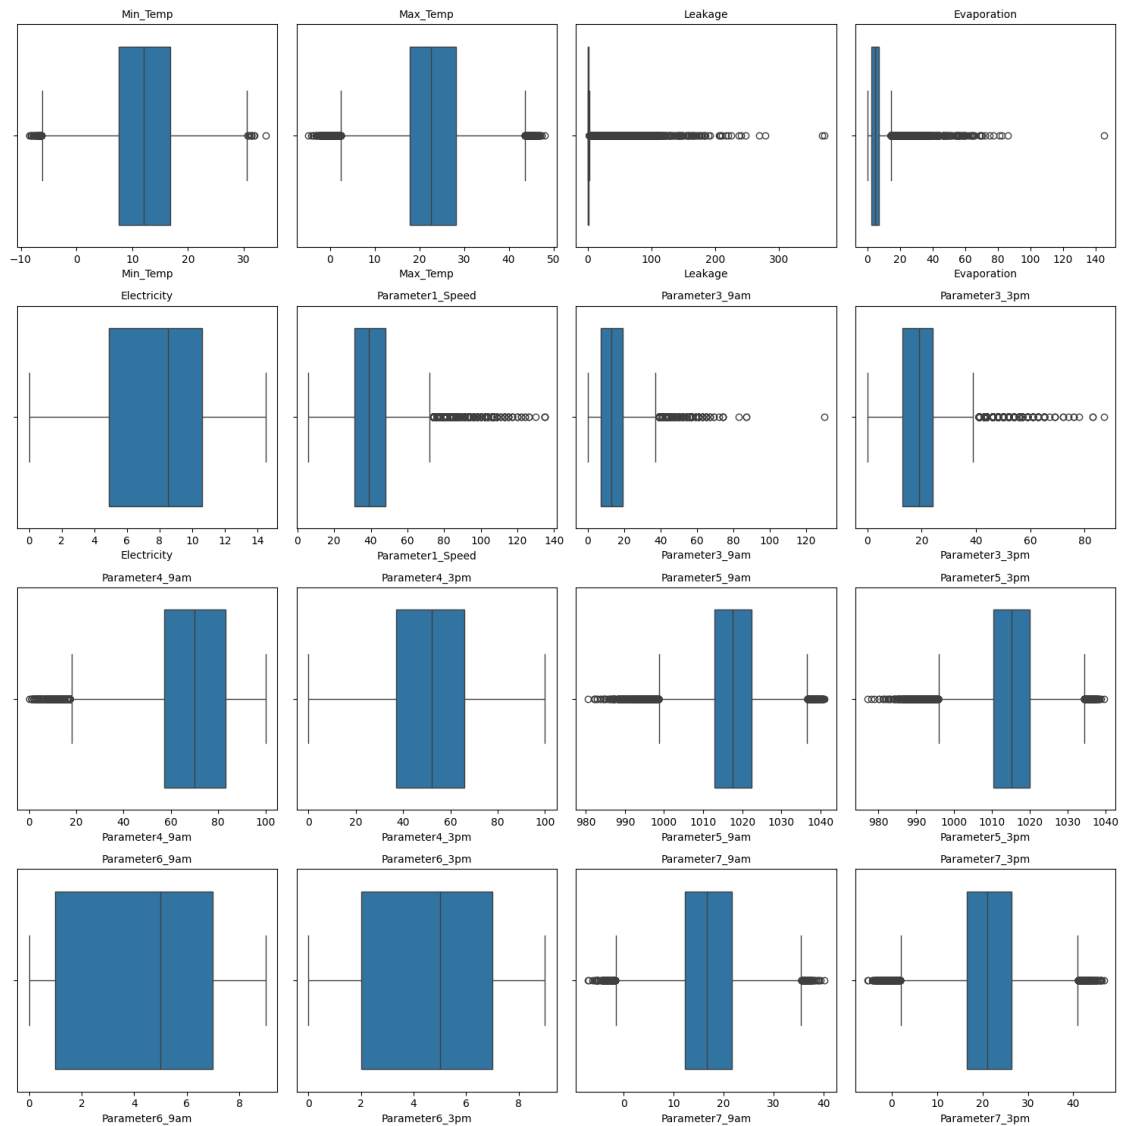 Min_Temp Max_Temp Leakage Evaporation
−10 0 10 20 30 0 10 20 30 40 50 0 100 200 300 0 20 40 60 80 100 120 140
Min_Temp Max_Temp Leakage Evaporation
Electricity Parameter1_Speed Parameter3_9am Parameter3_3pm
0 2 4 6 8 10 12 14 0 20 40 60 80 100 120 140 0 20 40 60 80 100 120 0 20 40 60 80
Electricity Parameter1_Speed Parameter3_9am Parameter3_3pm
Parameter4_9am Parameter4_3pm Parameter5_9am Parameter5_3pm
0 20 40 60 80 100 0 20 40 60 80 100 980 990 1000 1010 1020 1030 1040 980 990 1000 1010 1020 1030 1040
Parameter4_9am Parameter4_3pm Parameter5_9am Parameter5_3pm
Parameter6_9am Parameter6_3pm Parameter7_9am Parameter7_3pm
0 2 4 6 8 0 2 4 6 8 0 10 20 30 40 0 10 20 30 40
Parameter6_9am Parameter6_3pm Parameter7_9am Parameter7_3pm